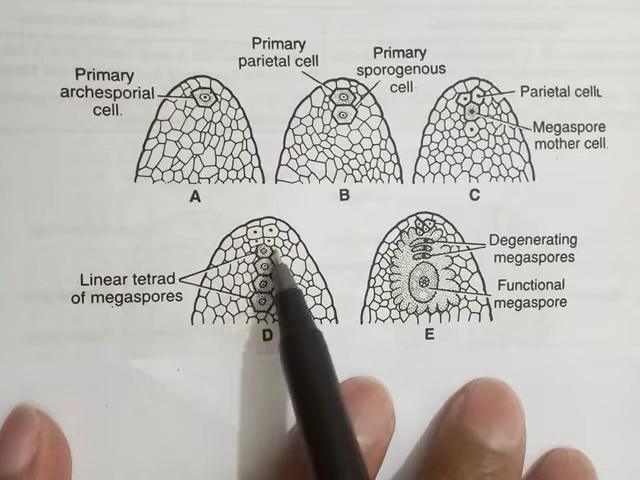 Primary
archesporial
cell.
Primary
parietal cell
Primary
sporogenous
cell
Parietal cell
Megaspore
mother cell.
A
B
C
Linear tetrad
of megaspores
Degenerating
megaspores
Functional
megaspore
D
E